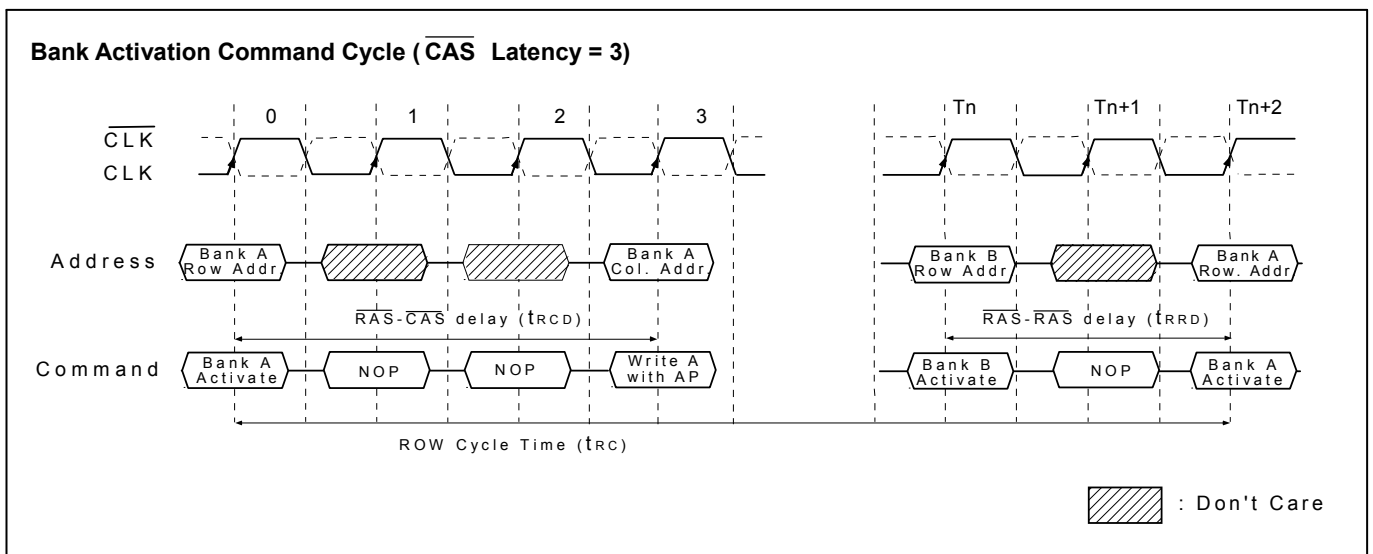 Bank Activation Command Cycle ( CAS Latency = 3)
0 1 2 3 Tn Tn+1 Tn+2
CLK
CLK
Address
Bank A
Row Addr.
Bank A
Col. Addr.
Bank B
Row Addr.
Bank A
Row. Addr.
RAS-CAS delay (tRCD)
RAS-RAS delay (tRRD)
Command
Bank A
Activate
NOP
NOP
Write A
with AP
Bank B
Activate
NOP
Bank A
Activate
ROW Cycle Time (tRC)
: Don't Care